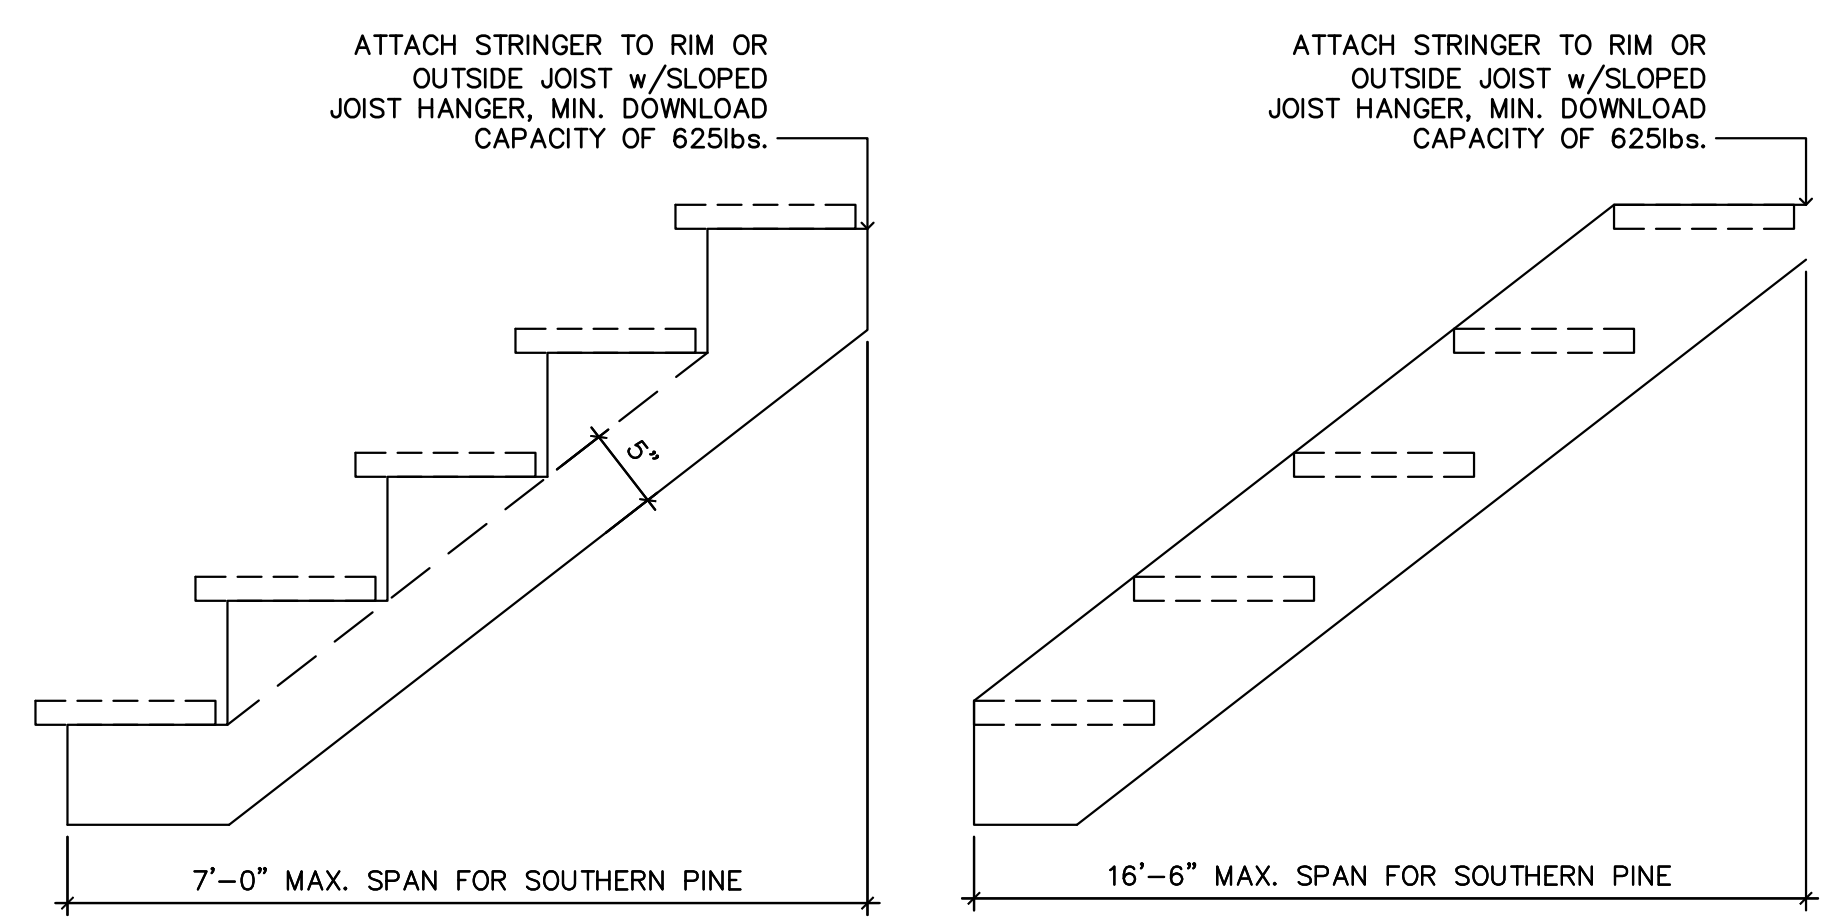 ATTACH STRINGER TO RIM OR
OUTSIDE JOIST w/SLOPED
JOIST HANGER, MIN. DOWNLOAD
CAPACITY OF 625lbs.
5"
7'-0" MAX. SPAN FOR SOUTHERN PINE
ATTACH STRINGER TO RIM OR
OUTSIDE JOIST w/SLOPED
JOIST HANGER, MIN. DOWNLOAD
CAPACITY OF 625lbs.
16'-6" MAX. SPAN FOR SOUTHERN PINE